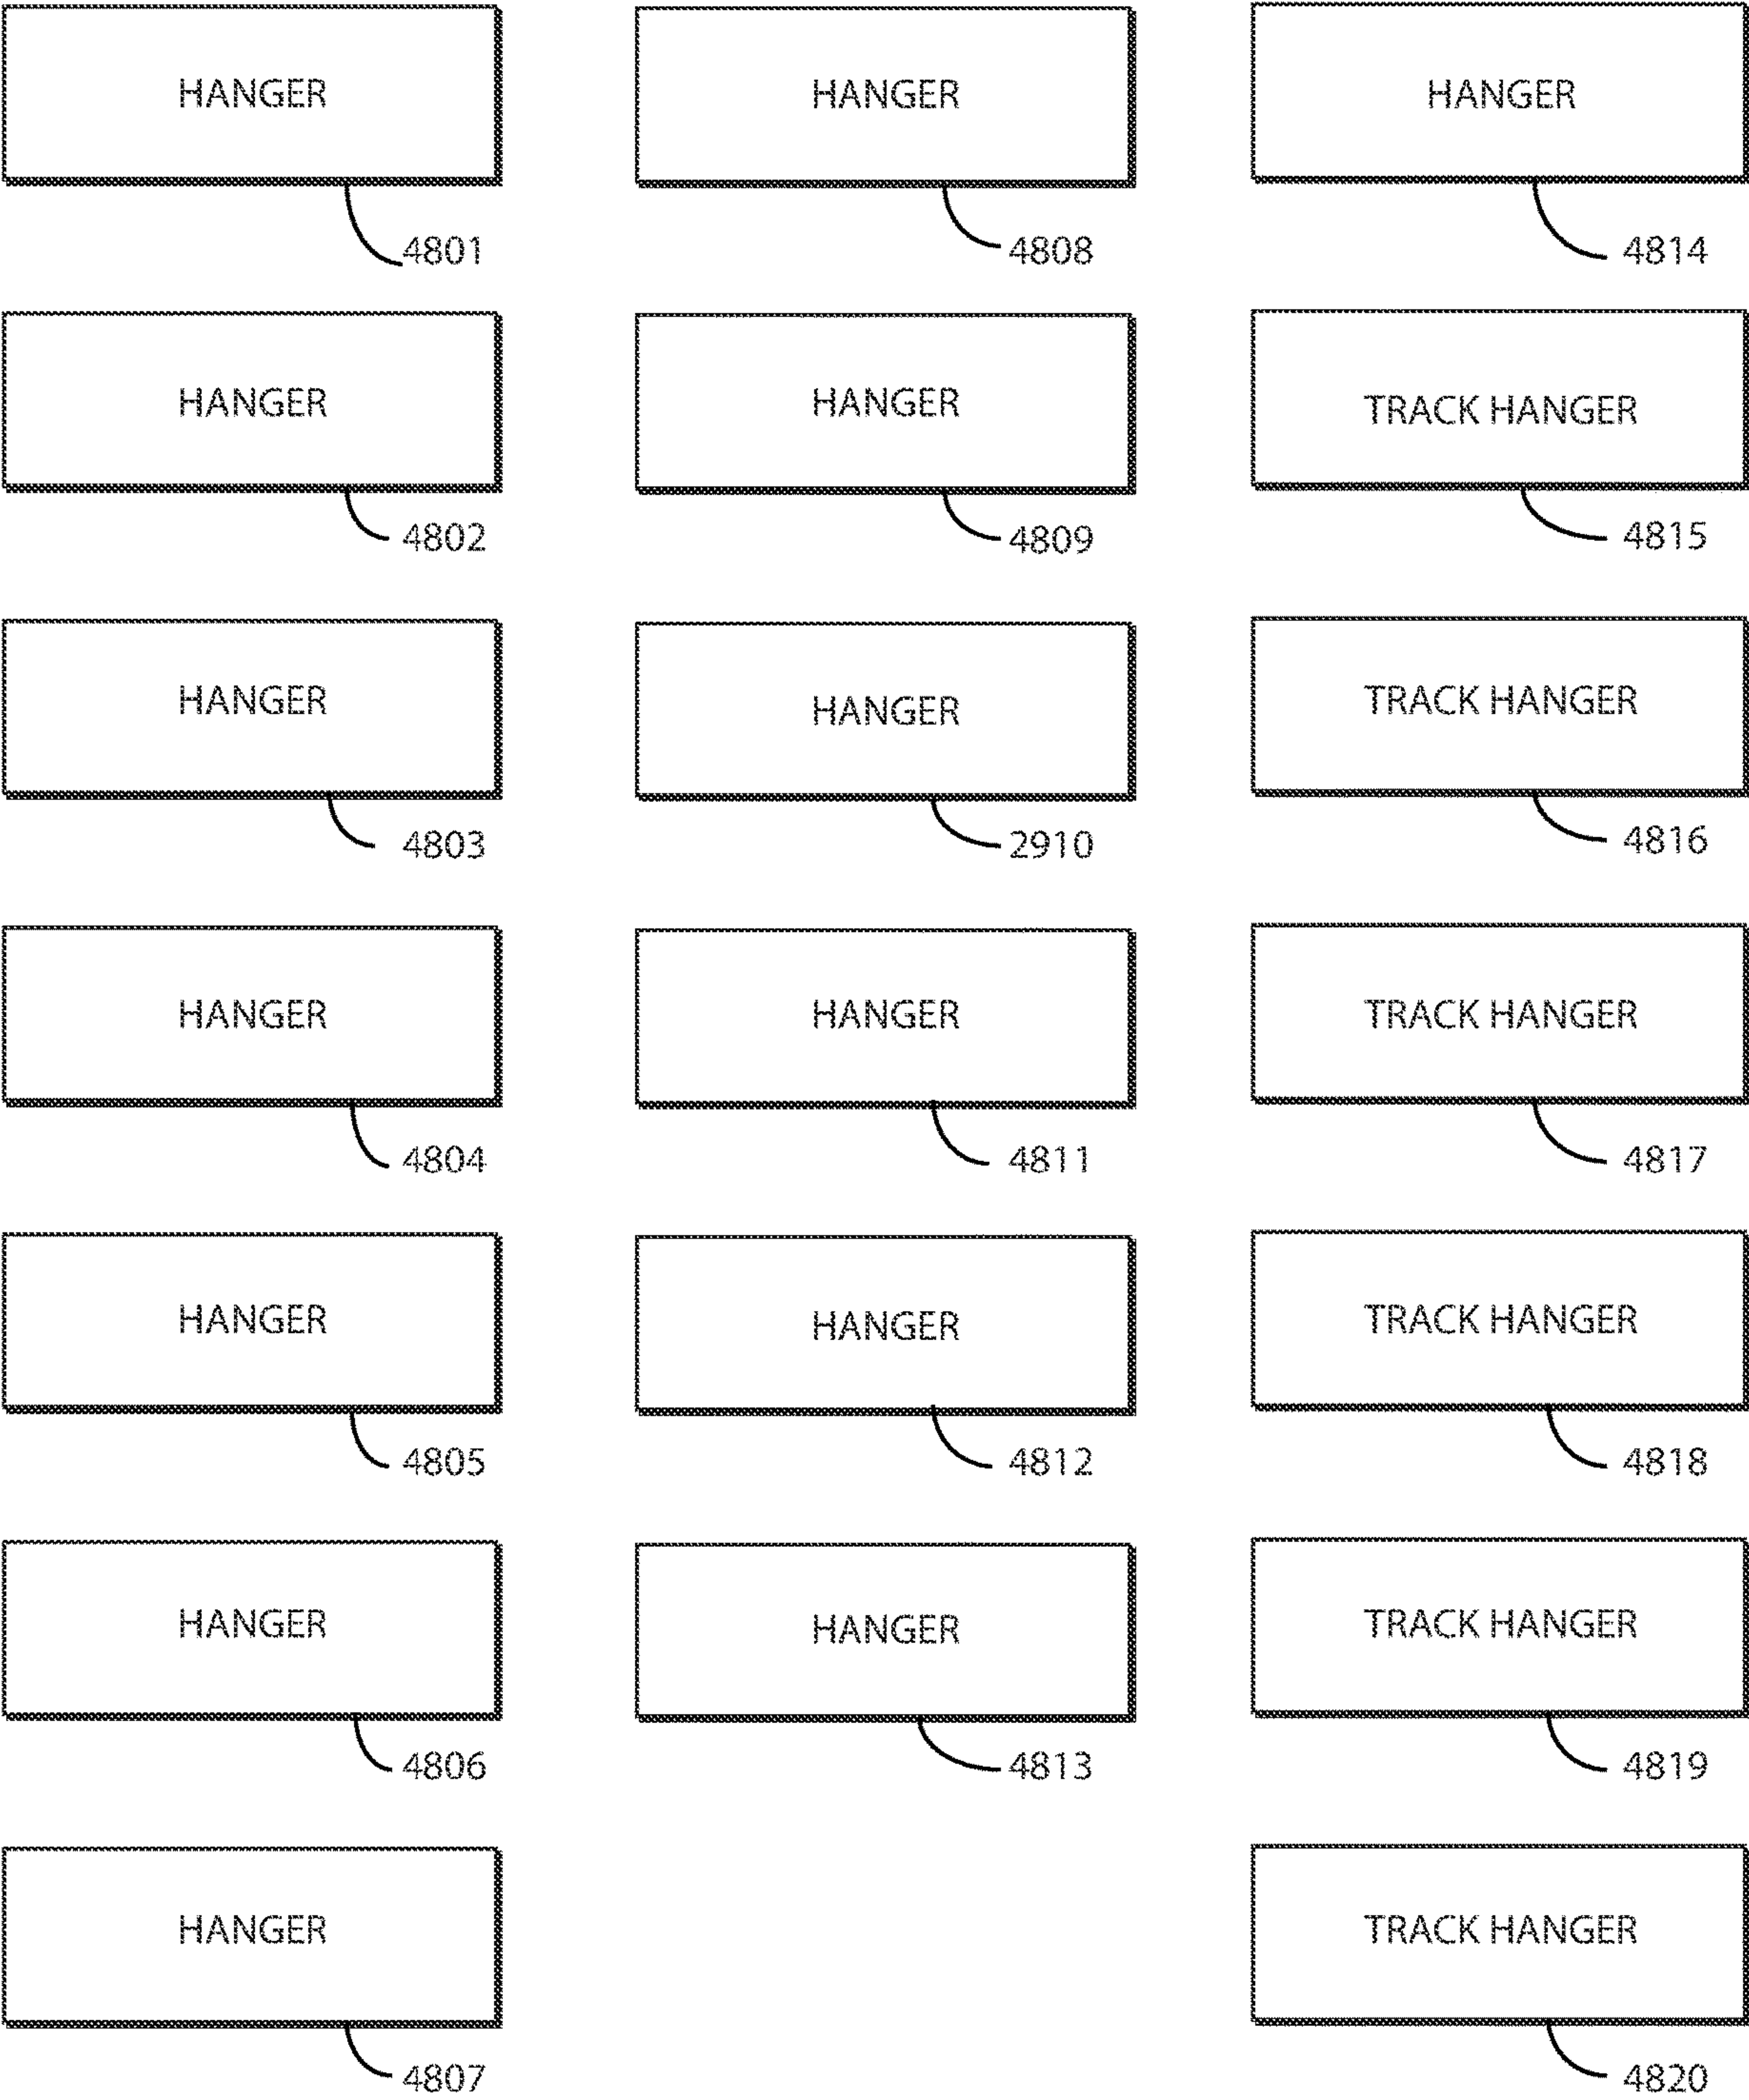 HANGER
4801
HANGER
4802
HANGER
4803
HANGER
4804
HANGER
4805
HANGER
4806
HANGER
4807
HANGER
4808
HANGER
4809
HANGER
2910
HANGER
4811
HANGER
4812
HANGER
4813
HANGER
4814
TRACK HANGER
4815
TRACK HANGER
4816
TRACK HANGER
4817
TRACK HANGER
4818
TRACK HANGER
4819
TRACK HANGER
4820